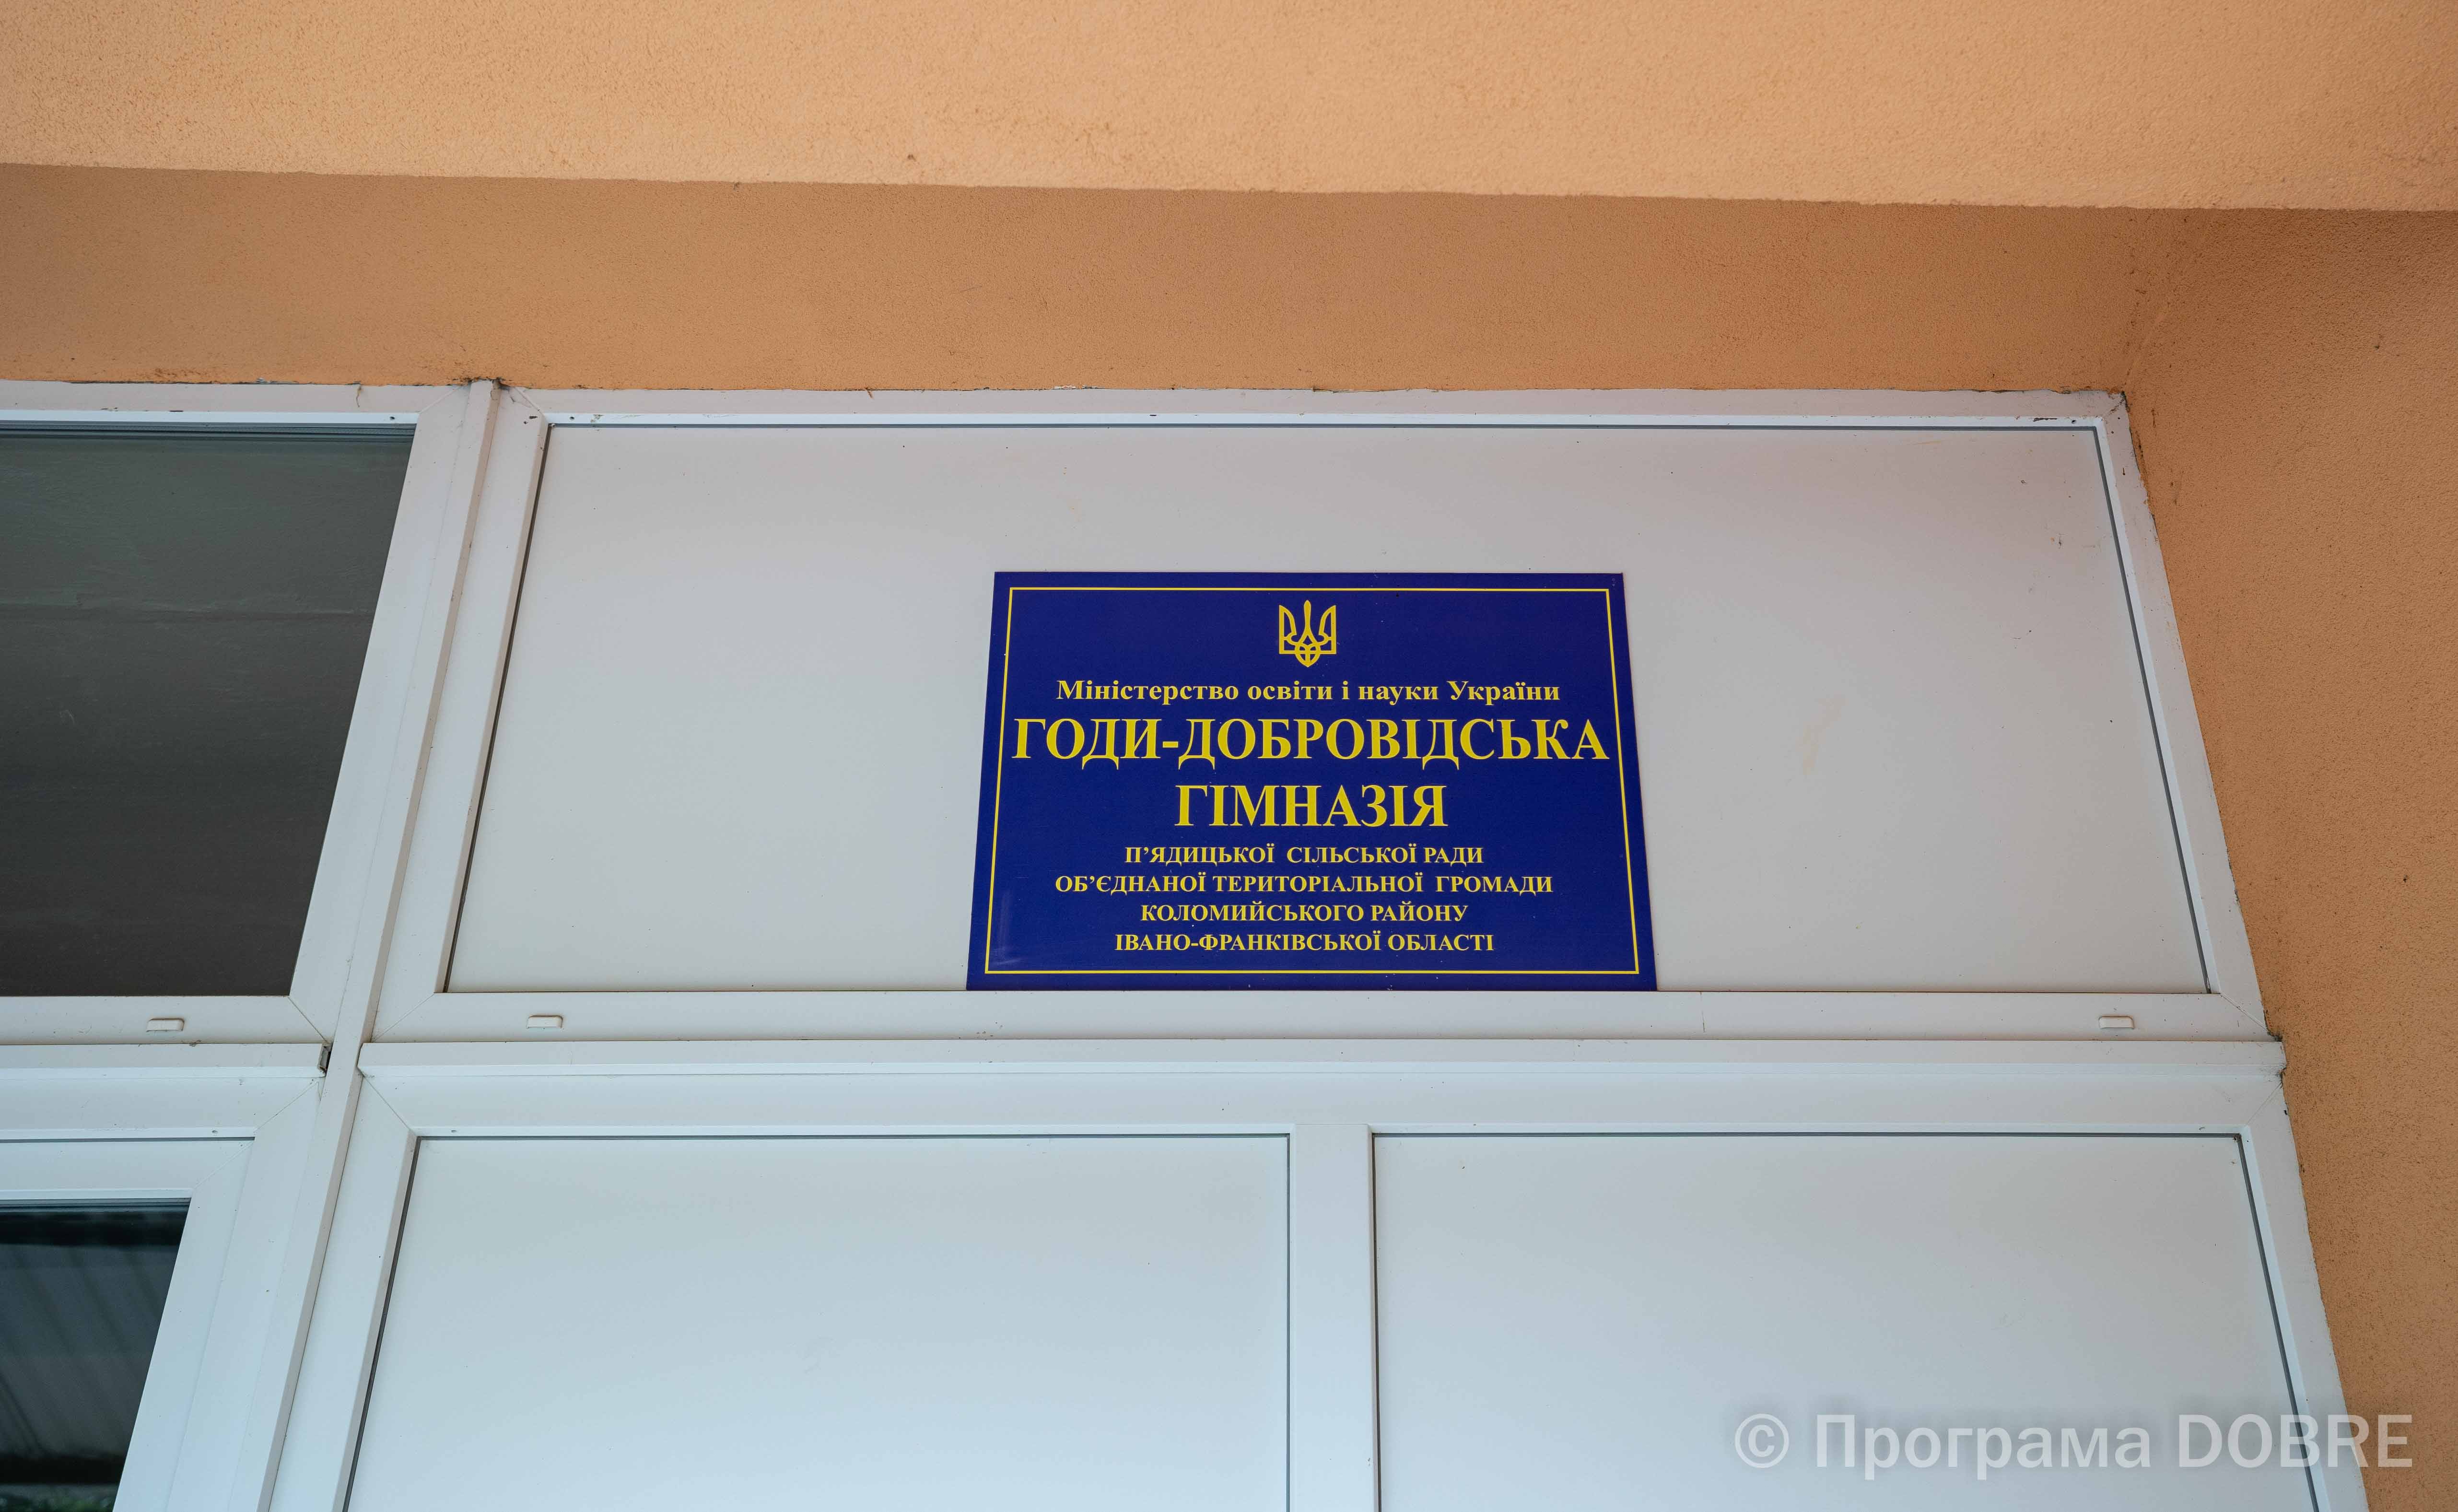 Міністерство освіти і науки України
ГОДИ-ДОБРОВІДСЬКА
ГІМНАЗІЯ
П’ЯДИЦЬКОЇ СІЛЬСЬКОЇ РАДИ
ОБ’ЄДНАНОЇ ТЕРИТОРІАЛЬНОЇ ГРОМАДИ
КОЛОМИЙСЬКОГО РАЙОНУ
ІВАНО-ФРАНКІВСЬКОЇ ОБЛАСТІ
© Програма DOBRE